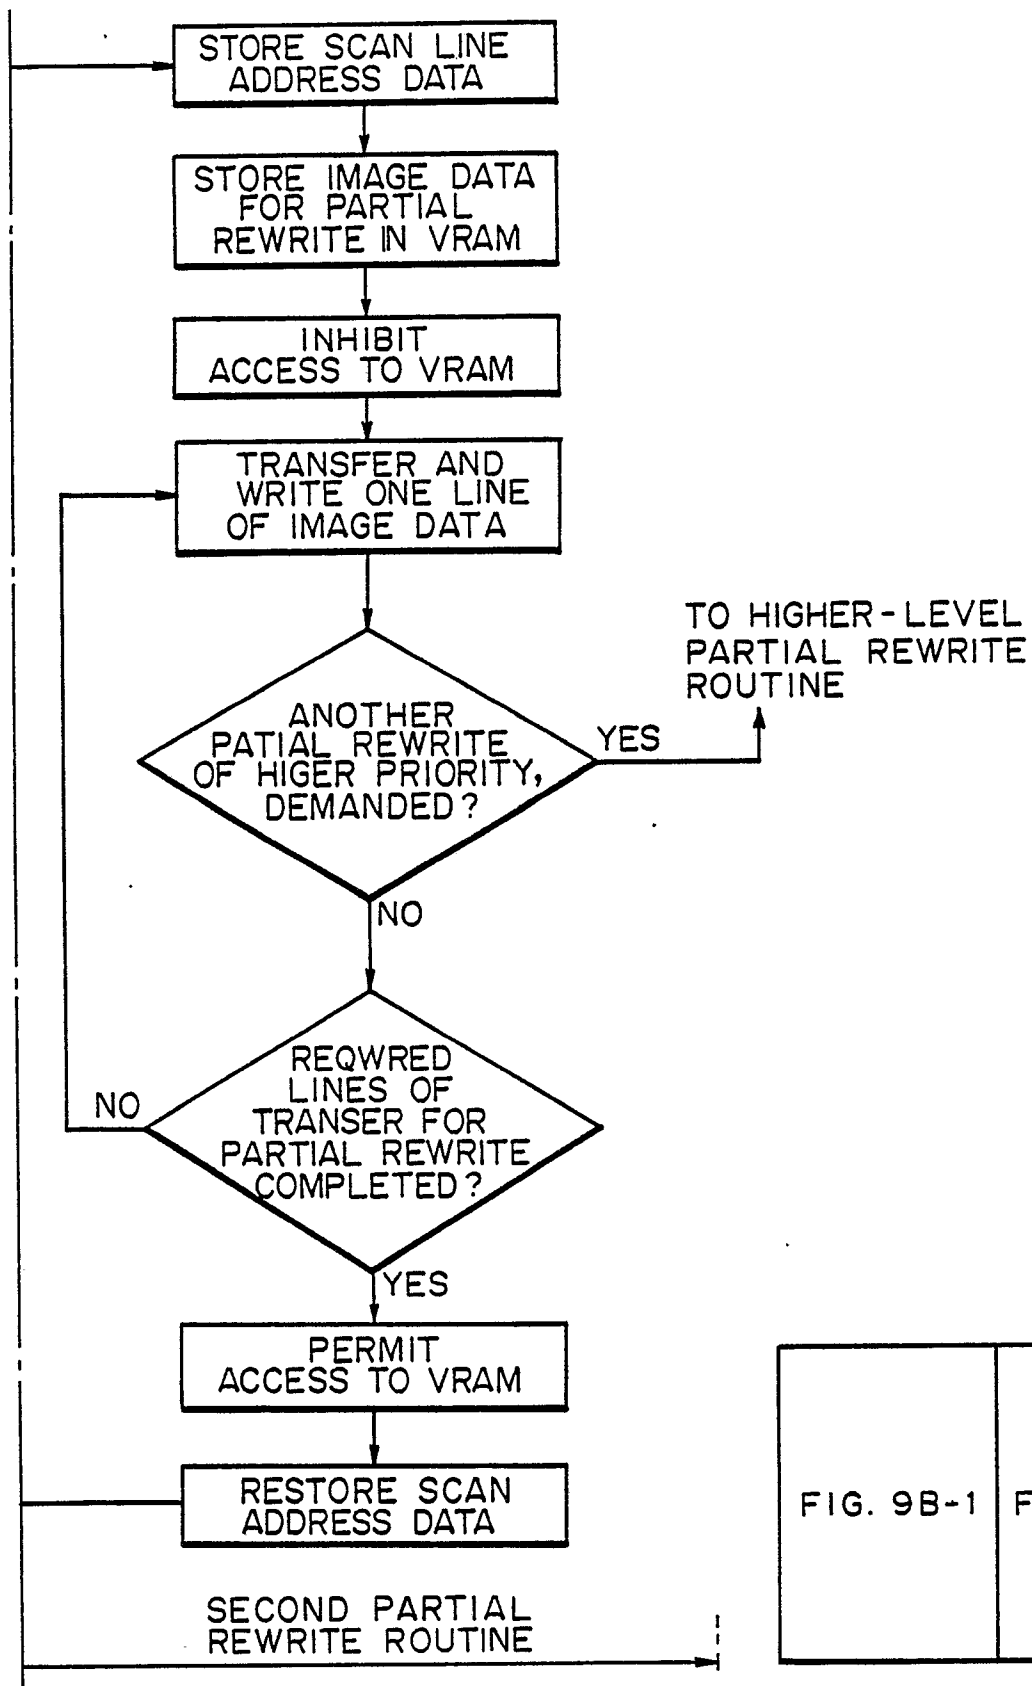 STORE SCAN LINE
ADDRESS DATA
STORE IMAGE DATA
FOR PARTIAL
REWRITE IN VRAM
INHIBIT
ACCESS TO VRAM
TRANSFER AND
WRITE ONE LINE
OF IMAGE DATA
TO HIGHER-LEVEL
PARTIAL REWRITE
ROUTINE
ANOTHER
PATIAL REWRITE
OF HIGER PRIORITY,
DEMANDED?
YES
NO
REQWRED
LINES OF
TRANSER FOR
PARTIAL REWRITE
COMPLETED?
NO
YES
PERMIT
ACCESS TO VRAM
RESTORE SCAN
ADDRESS DATA
FIG. 9B-1
F
SECOND PARTIAL
REWRITE ROUTINE